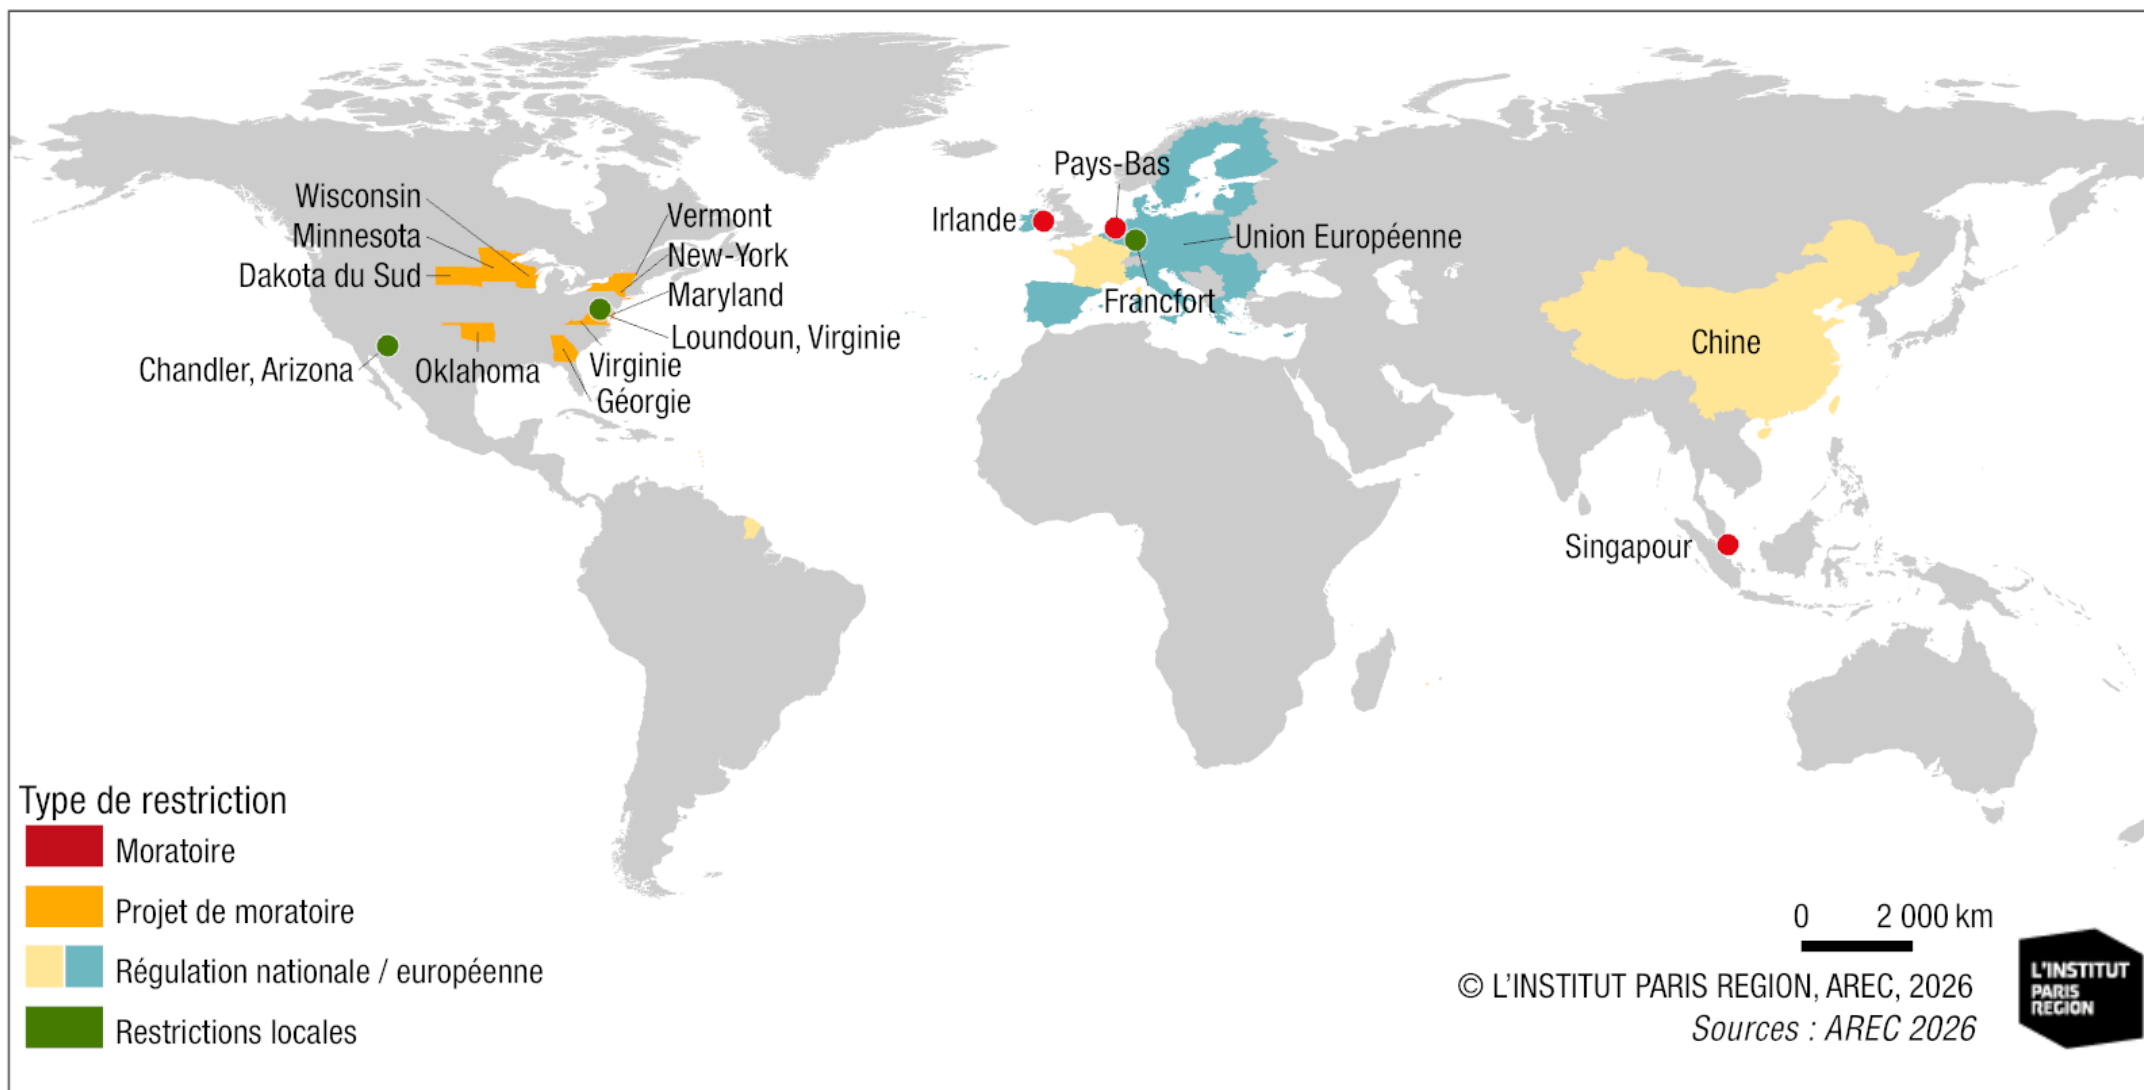 Wisconsin
Minnesota
Dakota du Sud
Chandler, Arizona
Oklahoma
Vermont
New-York
Maryland
Loundoun, Virginie
Virginie
Géorgie
Pays-Bas
Irlande
Union Européenne
Francfort
Chine
Singapour
Type de restriction
Moratoire
Projet de moratoire
Régulation nationale / européenne
Restrictions locales
0 2 000 km
© L'INSTITUT PARIS REGION, AREC, 2026
Sources : AREC 2026
L'INSTITUT
PARIS
REGION